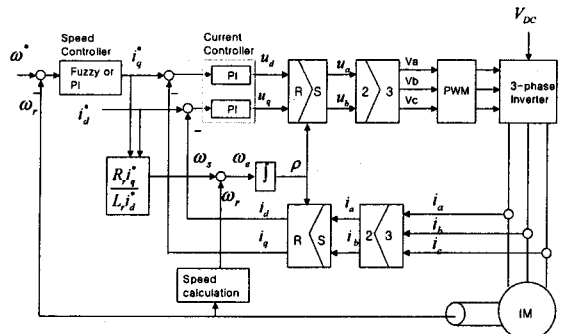 V_DC
Speed Controller
Current Controller
ω*
Fuzzy or PI
i_q*
PI
u_d
R S
u_a
2 3
Va
PWM
3-phase Inverter
ω_r
i_d*
PI
u_q
u_b
Vb
Vc
R_r i_q*
L_r i_d*
ω_s
ω_e
∫
ρ
ω_r
i_d
R S
i_a
2 3
i_a
i_q
i_b
i_b
i_c
Speed calculation
IM